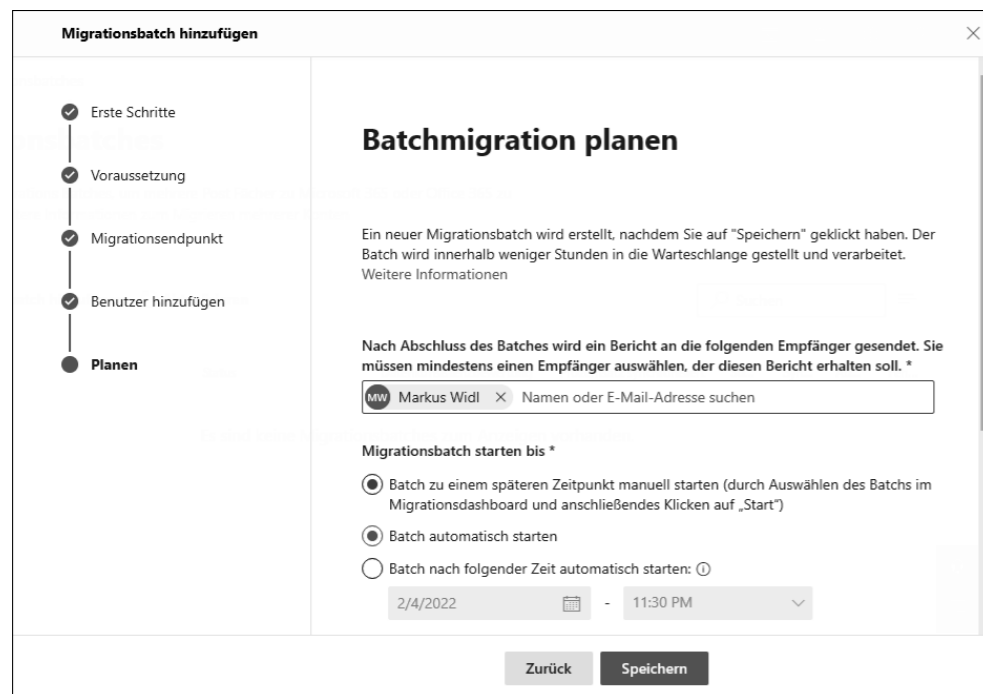 Migrationsbatch hinzufügen
Erste Schritte
Voraussetzung
Migrationsendpunkt
Benutzer hinzufügen
Planen
Batchmigration planen
Ein neuer Migrationsbatch wird erstellt, nachdem Sie auf "Speichern" geklickt haben. Der
Batch wird innerhalb weniger Stunden in die Warteschlange gestellt und verarbeitet.
Weitere Informationen
Nach Abschluss des Batches wird ein Bericht an die folgenden Empfänger gesendet. Sie
müssen mindestens einen Empfänger auswählen, der diesen Bericht erhalten soll. *
MW Markus Widl Namen oder E-Mail-Adresse suchen
Migrationsbatch starten bis *
Batch zu einem späteren Zeitpunkt manuell starten (durch Auswählen des Batchs im
Migrationsdashboard und anschließendes Klicken auf „Start“)
Batch automatisch starten
Batch nach folgender Zeit automatisch starten:
2/4/2022 - 11:30 PM
Zurück Speichern